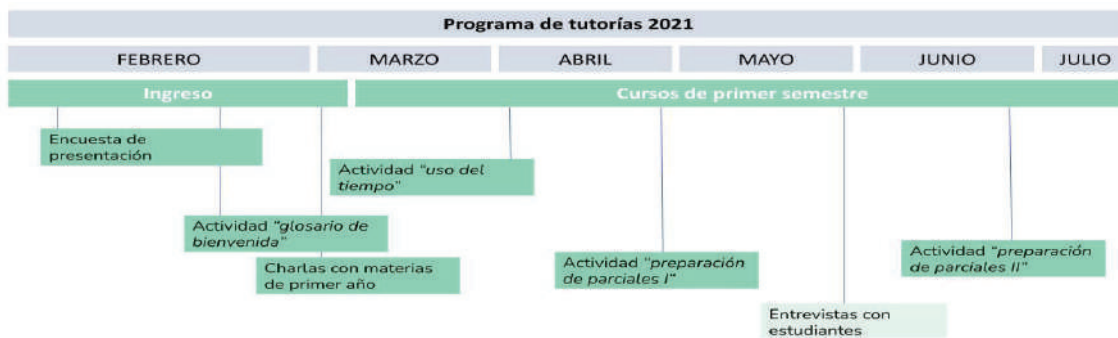 Programa de tutorías 2021
FEBRERO MARZO ABRIL MAYO JUNIO JULIO
Ingreso Cursos de primer semestre
Encuesta de
presentación
Actividad “uso del
tiempo”
Actividad “glosario de
bienvenida”
Charlas con materias
de primer año
Actividad “preparación
de parciales I”
Actividad “preparación
de parciales II”
Entrevistas con
estudiantes